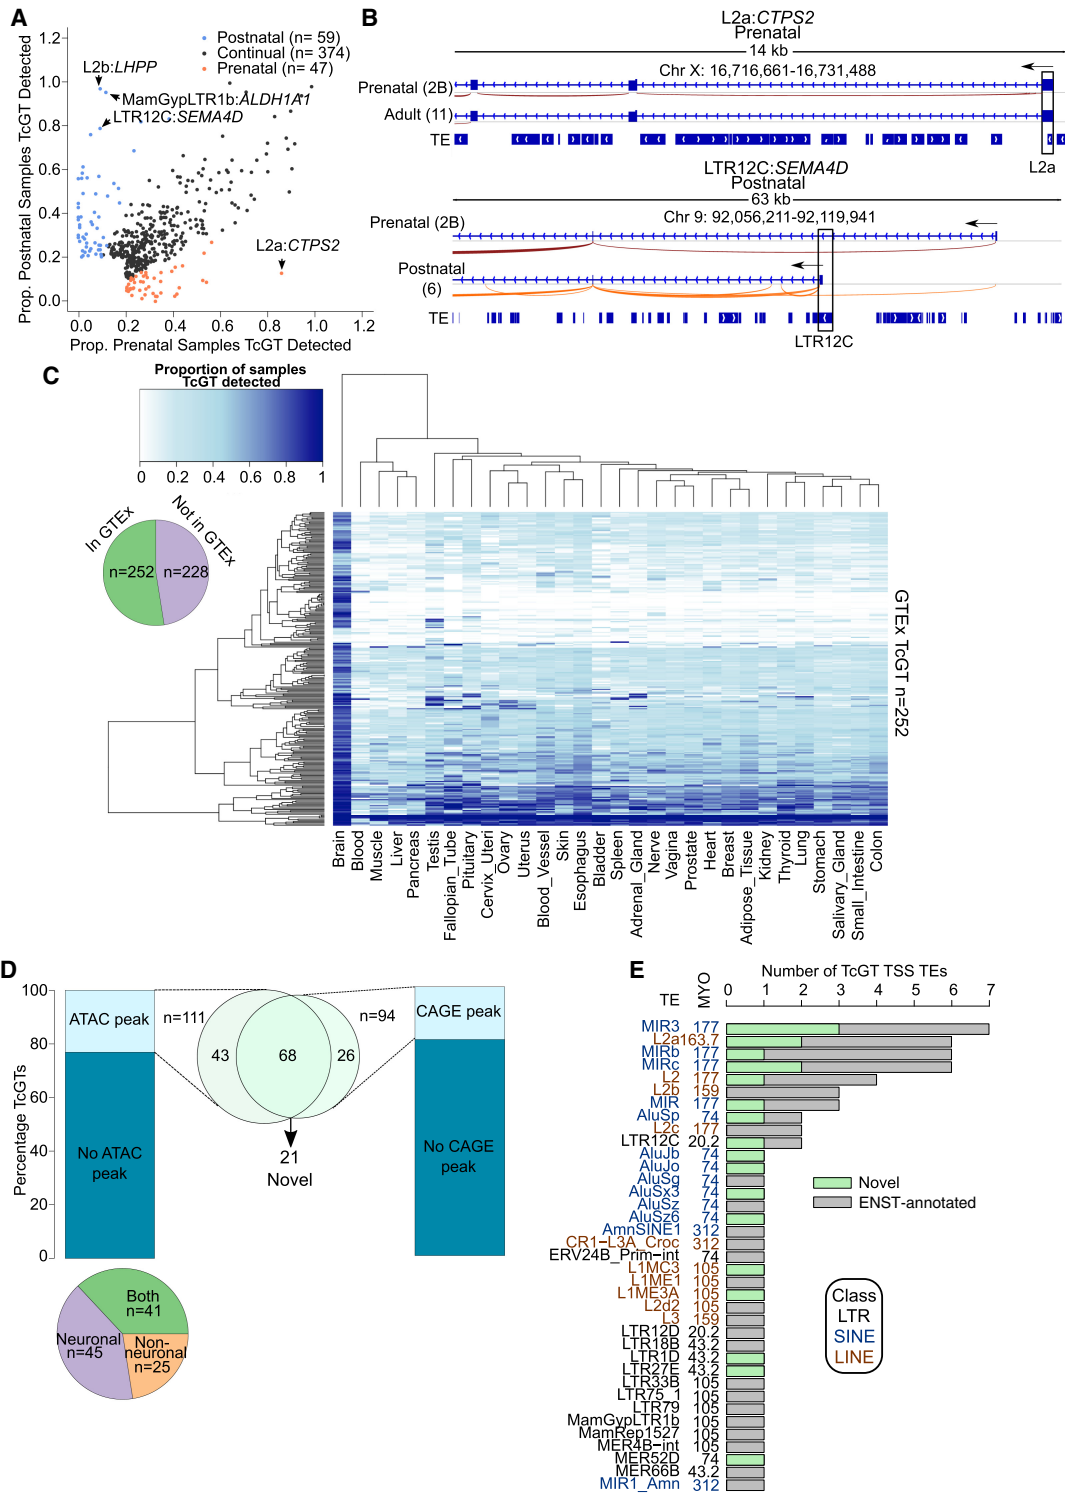 A
Prop. Postnatal Samples TcGT Detected
1.2
1.0
0.8
0.6
0.4
0.2
0.0
0.0 0.2 0.4 0.6 0.8 1.0 1.2
Prop. Prenatal Samples TcGT Detected
Postnatal (n= 59)
Continual (n= 374)
Prenatal (n= 47)
L2b:LHPP
MamGypLTR1b:ALDH1A1
LTR12C:SEMA4D
L2a:CTPS2
B
L2a:CTPS2
Prenatal
14 kb
Chr X: 16,716,661-16,731,488
Prenatal (2B)
Adult (11)
TE
L2a
LTR12C:SEMA4D
Postnatal
63 kb
Chr 9: 92,056,211-92,119,941
Prenatal (2B)
Postnatal
(6)
TE
LTR12C
C
Proportion of samples
TcGT detected
0 0.2 0.4 0.6 0.8 1
In GTEx
Not in GTEx
n=252
n=228
GTEx TcGT n=252
Brain
Blood
Muscle
Liver
Pancreas
Testis
Fallopian_Tube
Pituitary
Cervix_Uteri
Ovary
Uterus
Blood_Vessel
Skin
Esophagus
Bladder
Spleen
Adrenal_Gland
Nerve
Vagina
Prostate
Heart
Breast
Adipose_Tissue
Kidney
Thyroid
Lung
Stomach
Salivary_Gland
Small_Intestine
Colon
D
Percentage TcGTs
100
80
60
40
20
0
ATAC peak
No ATAC
peak
n=111
43
68
26
n=94
21
Novel
CAGE peak
No CAGE
peak
Both
n=41
Neuronal
n=45
Non-
neuronal
n=25
E
Number of TcGT TSS TEs
TE MYO 0 1 2 3 4 5 6 7
MIR3 177
L2a 163.7
MIRb 177
MIRc 177
L2 177
L2b 159
MIR 177
AluSp 74
L2c 177
LTR12C 20.2
AluJb 74
AluJo 74
AluSg 74
AluSx3 74
AluSz 74
AluSz6 74
AmnSINE1 312
CR1−L3A_Croc 312
ERV24B_Prim−int 74
L1MC3 105
L1ME1 105
L1ME3A 105
L2d2 105
L3 159
LTR12D 20.2
LTR18B 43.2
LTR1D 43.2
LTR27E 43.2
LTR33B 105
LTR75_1 105
LTR79 105
MamGypLTR1b 105
MamRep1527 105
MER4B−int 105
MER52D 74
MER66B 43.2
MIR1_Amn 312
Novel
ENST-annotated
Class
LTR
SINE
LINE